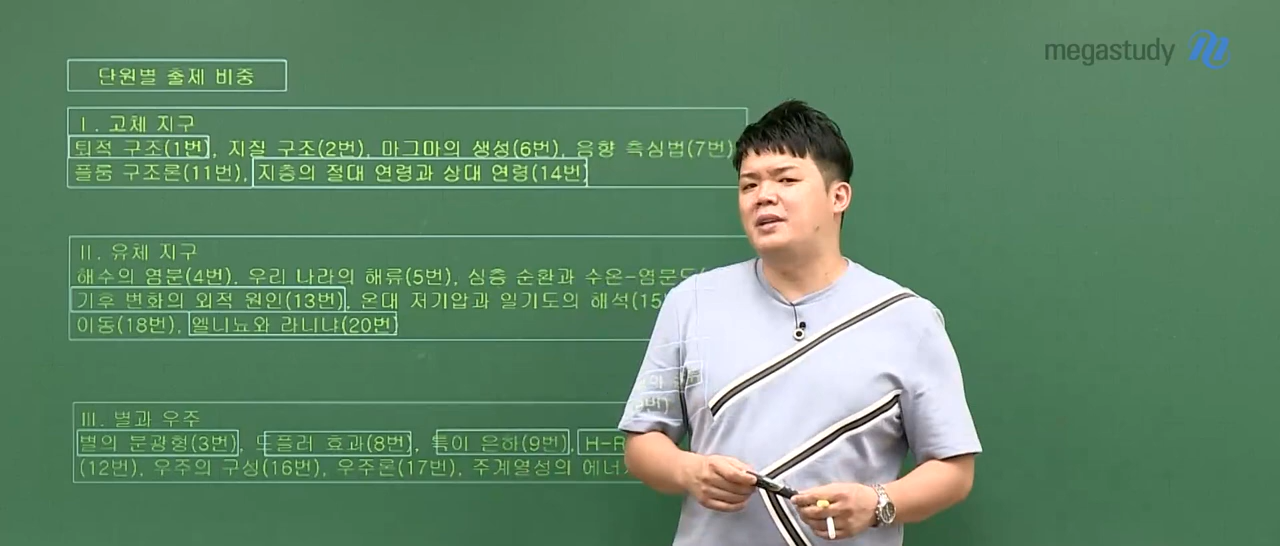 megastudy
단원별 출제 비중
Ⅰ. 고체 지구
퇴적 구조(1번), 지질 구조(2번), 마그마의 생성(6번), 음향 측심법(7번)
플룸 구조론(11번), 지층의 절대 연령과 상대 연령(14번)
Ⅱ. 유체 지구
해수의 염분(4번), 우리 나라의 해류(5번), 심층 순환과 수온-염분도(
기후 변화의 외적 원인(13번), 온대 저기압과 일기도의 해석(15
이동(18번), 엘니뇨와 라니냐(20번)
Ⅲ. 별과 우주
별의 분광형(3번), 도플러 효과(8번), 특이 은하(9번), H-R
(12번), 우주의 구성(16번), 우주론(17번), 주계열성의